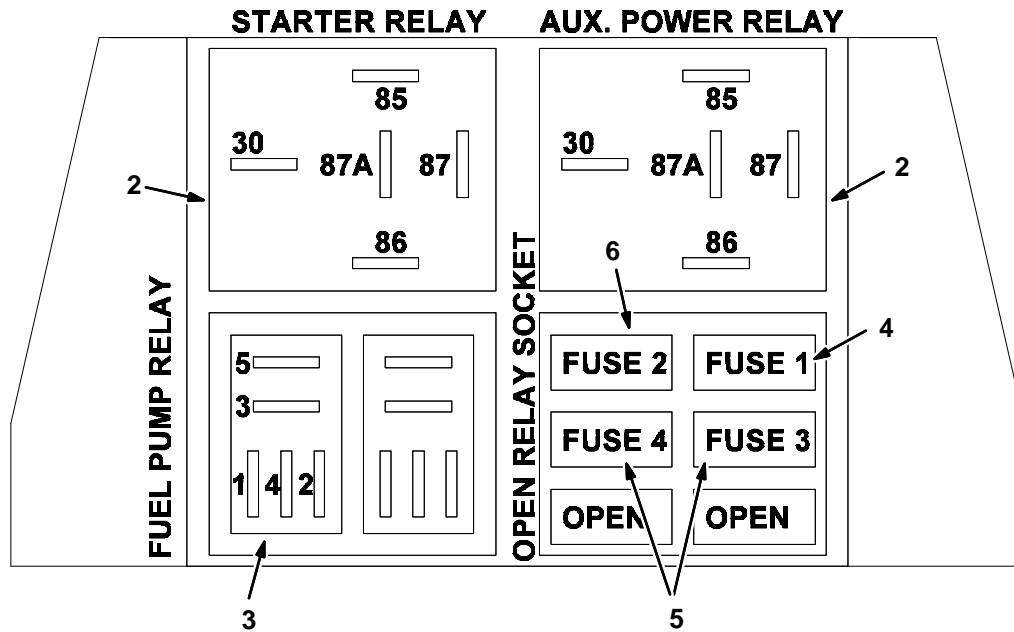 STARTER RELAY
AUX. POWER RELAY
85
30
87A
87
86
2
85
30
87A
87
86
2
FUEL PUMP RELAY
5
3
1 4 2
3
OPEN RELAY SOCKET
6
FUSE 2
FUSE 1
4
FUSE 4
FUSE 3
OPEN
OPEN
5